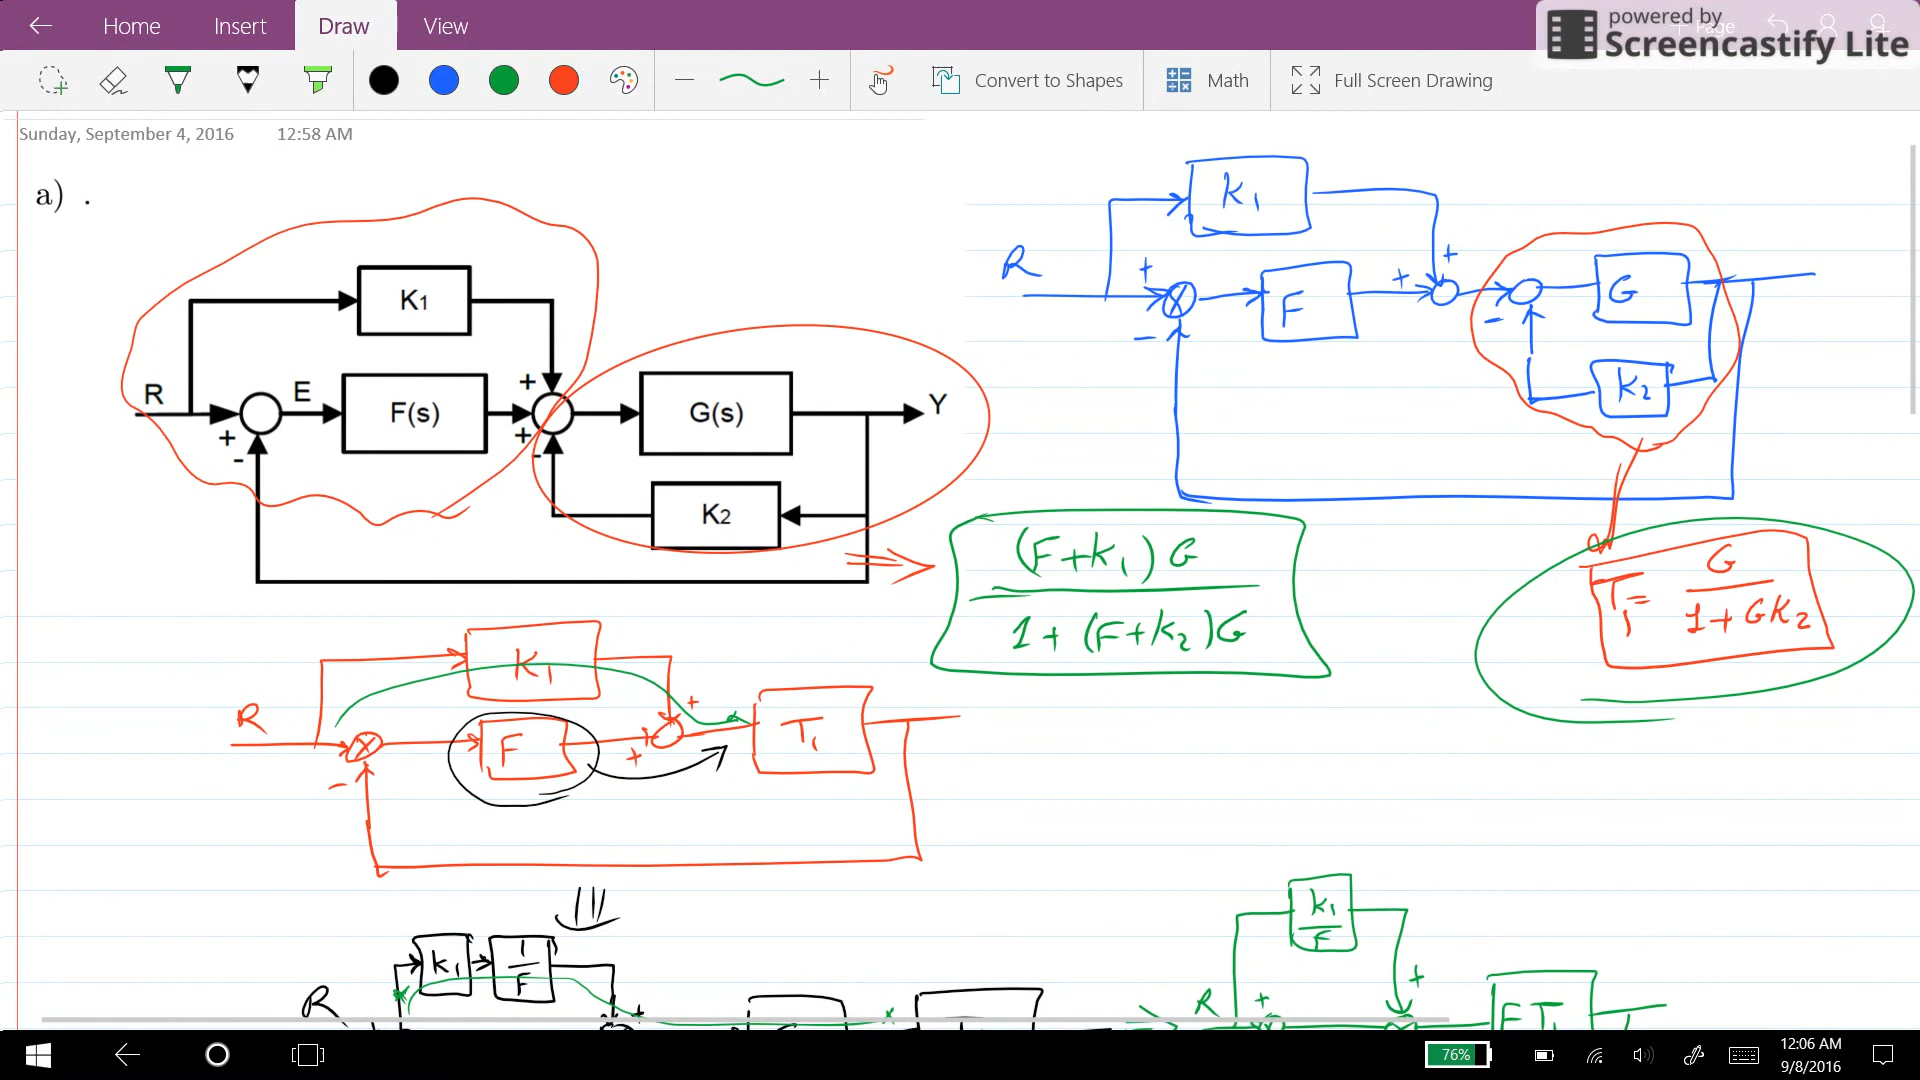 Home Insert Draw View
powered by
Screencastify Lite
Convert to Shapes Math Full Screen Drawing
Sunday, September 4, 2016 12:58 AM
a) .
K1
R
E
F(s)
+
+
+
-
-
G(s)
Y
K2
K1
R
+
F
+
+
-
-
G
K2
(F+K1) G
1 + (F+K2)G
T1 =
G
1 + GK2
K1
R
F
+
+
-
T1
K1
1
F
R
+
K1
F
+
R
+
F T1
76%
12:06 AM
9/8/2016